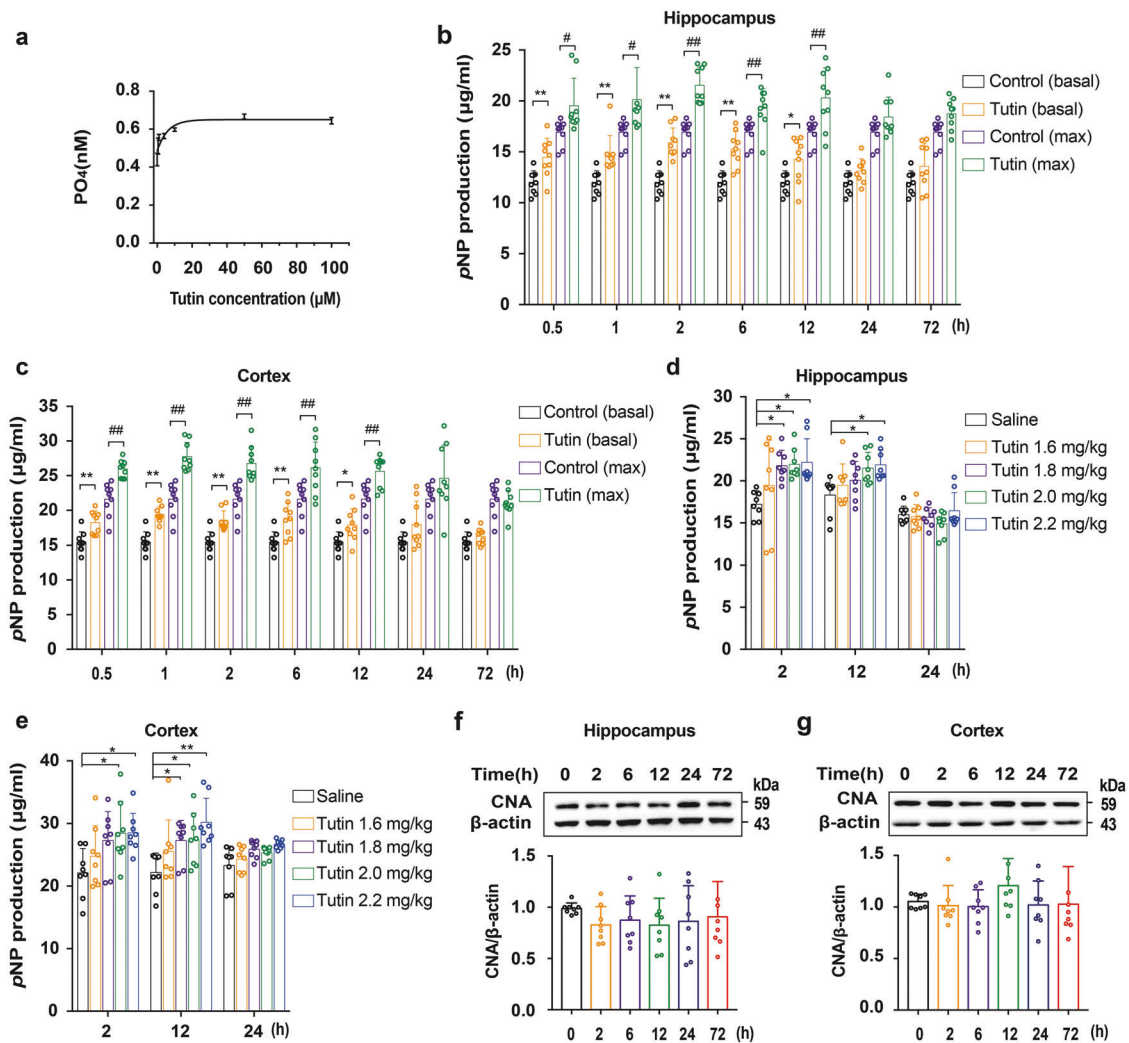 a
PO4(nM)
0.8
0.6
0.4
0.2
0.0
0 20 40 60 80 100
Tutin concentration (μM)
b
Hippocampus
pNP production (μg/ml)
25
20
15
10
5
0
** # ** # ** ## ** ## * ##
0.5 1 2 6 12 24 72 (h)
Control (basal)
Tutin (basal)
Control (max)
Tutin (max)
c
Cortex
pNP production (μg/ml)
35
30
25
20
15
10
5
0
** ## ** ## ** ## ** ## * ##
0.5 1 2 6 12 24 72 (h)
Control (basal)
Tutin (basal)
Control (max)
Tutin (max)
d
Hippocampus
pNP production (μg/ml)
30
25
20
15
10
5
0
*
*
*
*
*
2 12 24 (h)
Saline
Tutin 1.6 mg/kg
Tutin 1.8 mg/kg
Tutin 2.0 mg/kg
Tutin 2.2 mg/kg
e
Cortex
pNP production (μg/ml)
40
30
20
10
0
*
*
**
*
*
2 12 24 (h)
Saline
Tutin 1.6 mg/kg
Tutin 1.8 mg/kg
Tutin 2.0 mg/kg
Tutin 2.2 mg/kg
f
Hippocampus
Time(h) 0 2 6 12 24 72 kDa
CNA 59
β-actin 43
CNA/β-actin
1.5
1.0
0.5
0.0
0 2 6 12 24 72 (h)
g
Cortex
Time(h) 0 2 6 12 24 72 kDa
CNA 59
β-actin 43
CNA/β-actin
1.5
1.0
0.5
0.0
0 2 6 12 24 72 (h)